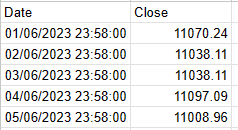 Date Close
01/06/2023 23:58:00 11070.24
02/06/2023 23:58:00 11038.11
03/06/2023 23:58:00 11038.11
04/06/2023 23:58:00 11097.09
05/06/2023 23:58:00 11008.96